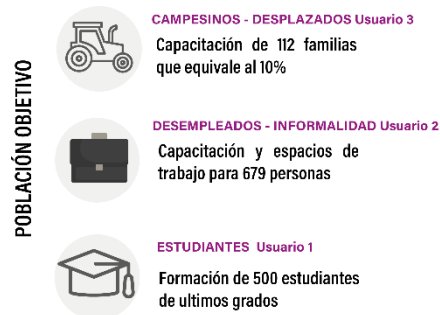 POBLACIÓN OBJETIVO
CAMPESINOS - DESPLAZADOS Usuario 3
Capacitación de 112 familias
que equivale al 10%
DESEMPLEADOS - INFORMALIDAD Usuario 2
Capacitación y espacios de
trabajo para 679 personas
ESTUDIANTES Usuario 1
Formación de 500 estudiantes
de ultimos grados